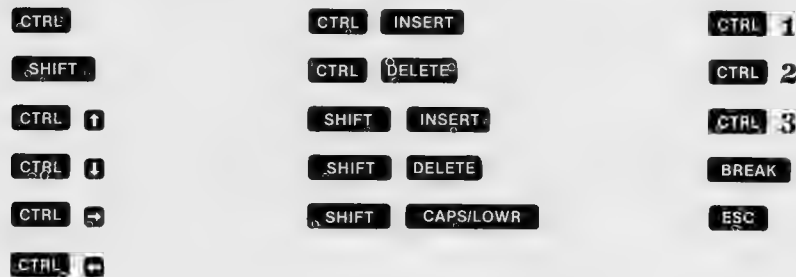 CTRL
SHIFT
CTRL ↑
CTRL ↓
CTRL →
CTRL ←
CTRL INSERT
CTRL DELETE
SHIFT INSERT
SHIFT DELETE
SHIFT CAPS/LOWR
CTRL 1
CTRL 2
CTRL 3
BREAK
ESC